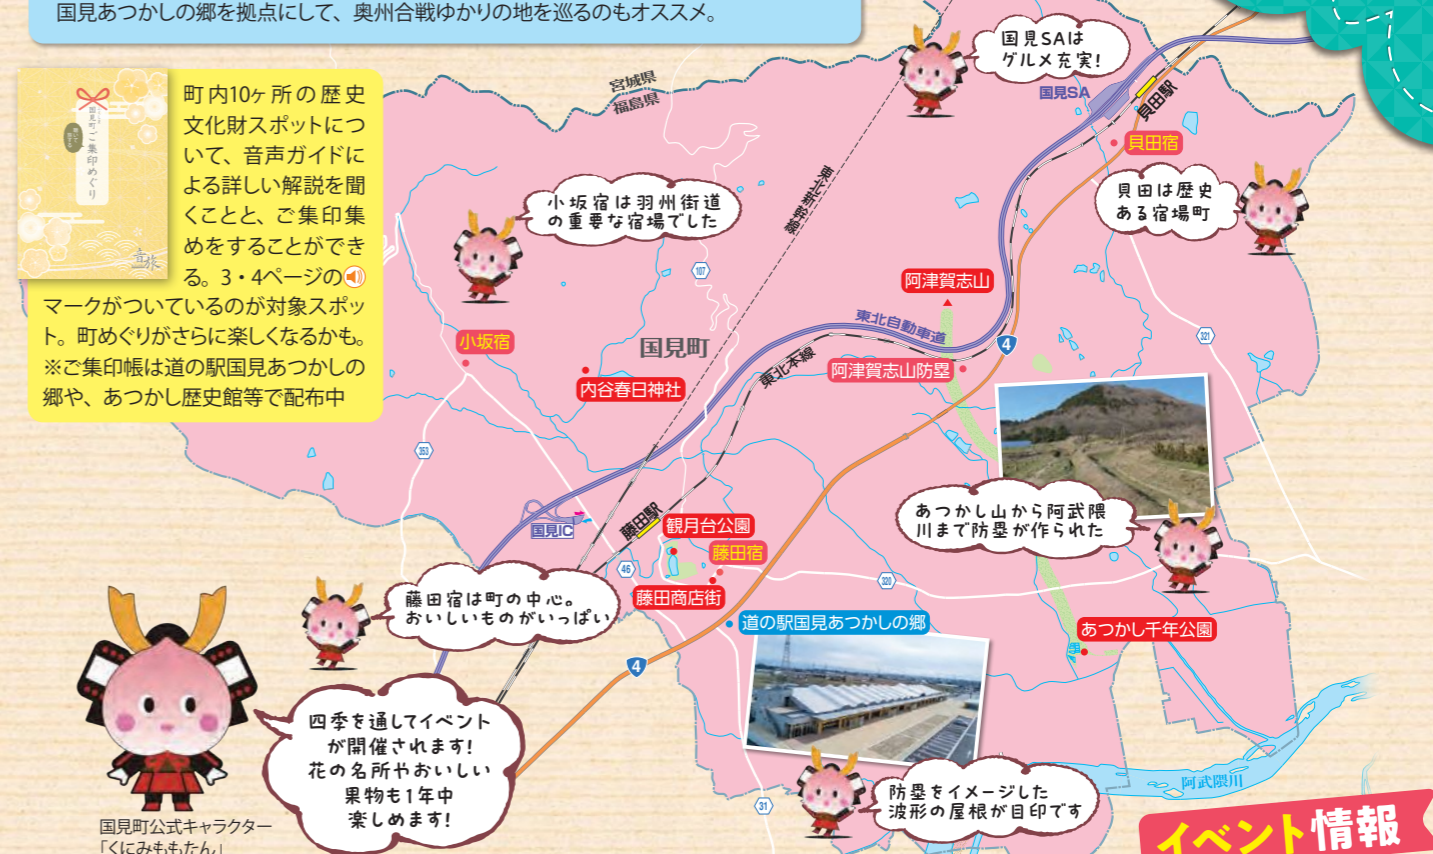 国見あつかしの郷を拠点にして、奥州合戦ゆかりの地を巡るのもオススメ。
国見町ご集印めぐり
音旅
町内10ヶ所の歴史
文化財スポットにつ
いて、音声ガイドに
よる詳しい解説を聞
くことと、ご集印集
めをすることができ
る。3・4ページの
マークがついているのが対象スポッ
ト。町めぐりがさらに楽しくなるかも。
※ご集印帳は道の駅国見あつかしの
郷や、あつかし歴史館等で配布中
宮城県
福島県
国見SAは
グルメ充実!
国見SA
貝田駅
貝田宿
貝田は歴史
ある宿場町
小坂宿は羽州街道
の重要な宿場でした
東北新幹線
107
阿津賀志山
小坂宿
国見町
東北自動車道
4
321
東北本線
阿津賀志山防塁
内谷春日神社
353
国見IC
藤田駅
観月台公園
藤田宿
46
藤田商店街
320
あつかし山から阿武隈
川まで防塁が作られた
藤田宿は町の中心。
おいしいものがいっぱい
道の駅国見あつかしの郷
あつかし千年公園
4
四季を通してイベント
が開催されます!
花の名所やおいしい
果物も1年中
楽しめます!
阿武隈川
31
防塁をイメージした
波形の屋根が目印です
国見町公式キャラクター
「くにみももたん」
イベント情報